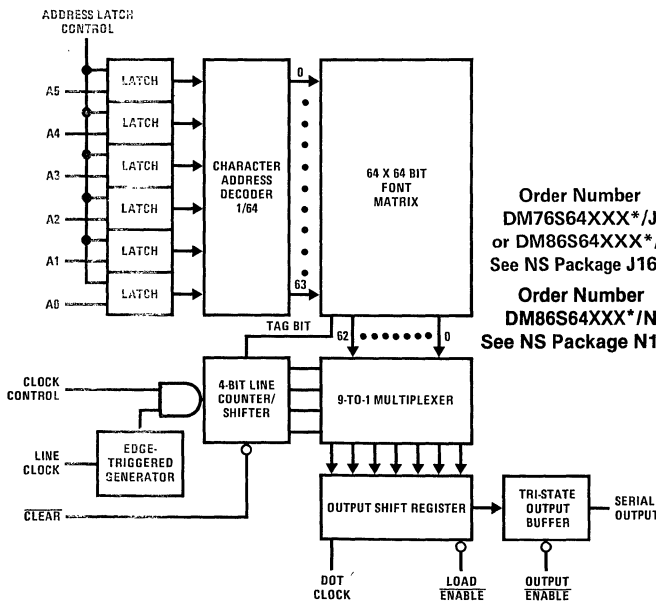 ADDRESS LATCH
CONTROL
A5
LATCH
A4
LATCH
A3
LATCH
A2
LATCH
A1
LATCH
A0
LATCH
CHARACTER
ADDRESS
DECODER
1/64
0
63
64 X 64 BIT
FONT
MATRIX
Order Number
DM76S64XXX*/J
or DM86S64XXX*/
See NS Package J16
Order Number
DM86S64XXX*/N
See NS Package N1
TAG BIT
62
0
CLOCK
CONTROL
4-BIT LINE
COUNTER/
SHIFTER
9-TO-1 MULTIPLEXER
LINE
CLOCK
EDGE-
TRIGGERED
GENERATOR
CLEAR
OUTPUT SHIFT REGISTER
TRI-STATE
OUTPUT
BUFFER
SERIAL
OUTPUT
DOT
CLOCK
LOAD
ENABLE
OUTPUT
ENABLE